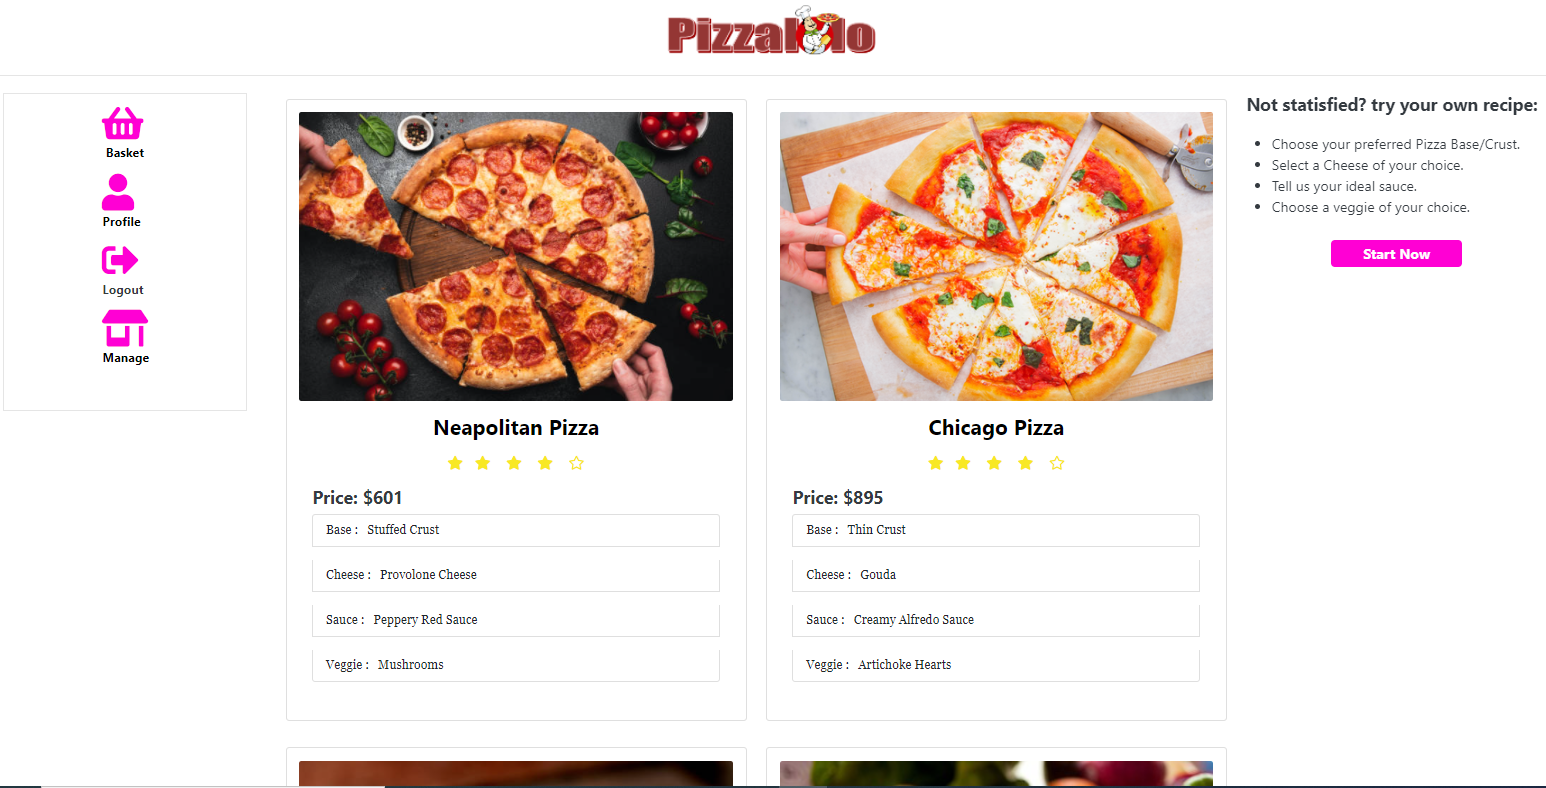 Pizzalolo
Basket
Profile
Logout
Manage
Neapolitan Pizza
Price: $601
Base : Stuffed Crust
Cheese : Provolone Cheese
Sauce : Peppery Red Sauce
Veggie : Mushrooms
Chicago Pizza
Price: $895
Base : Thin Crust
Cheese : Gouda
Sauce : Creamy Alfredo Sauce
Veggie : Artichoke Hearts
Not statisfied? try your own recipe:
Choose your preferred Pizza Base/Crust.
Select a Cheese of your choice.
Tell us your ideal sauce.
Choose a veggie of your choice.
Start Now